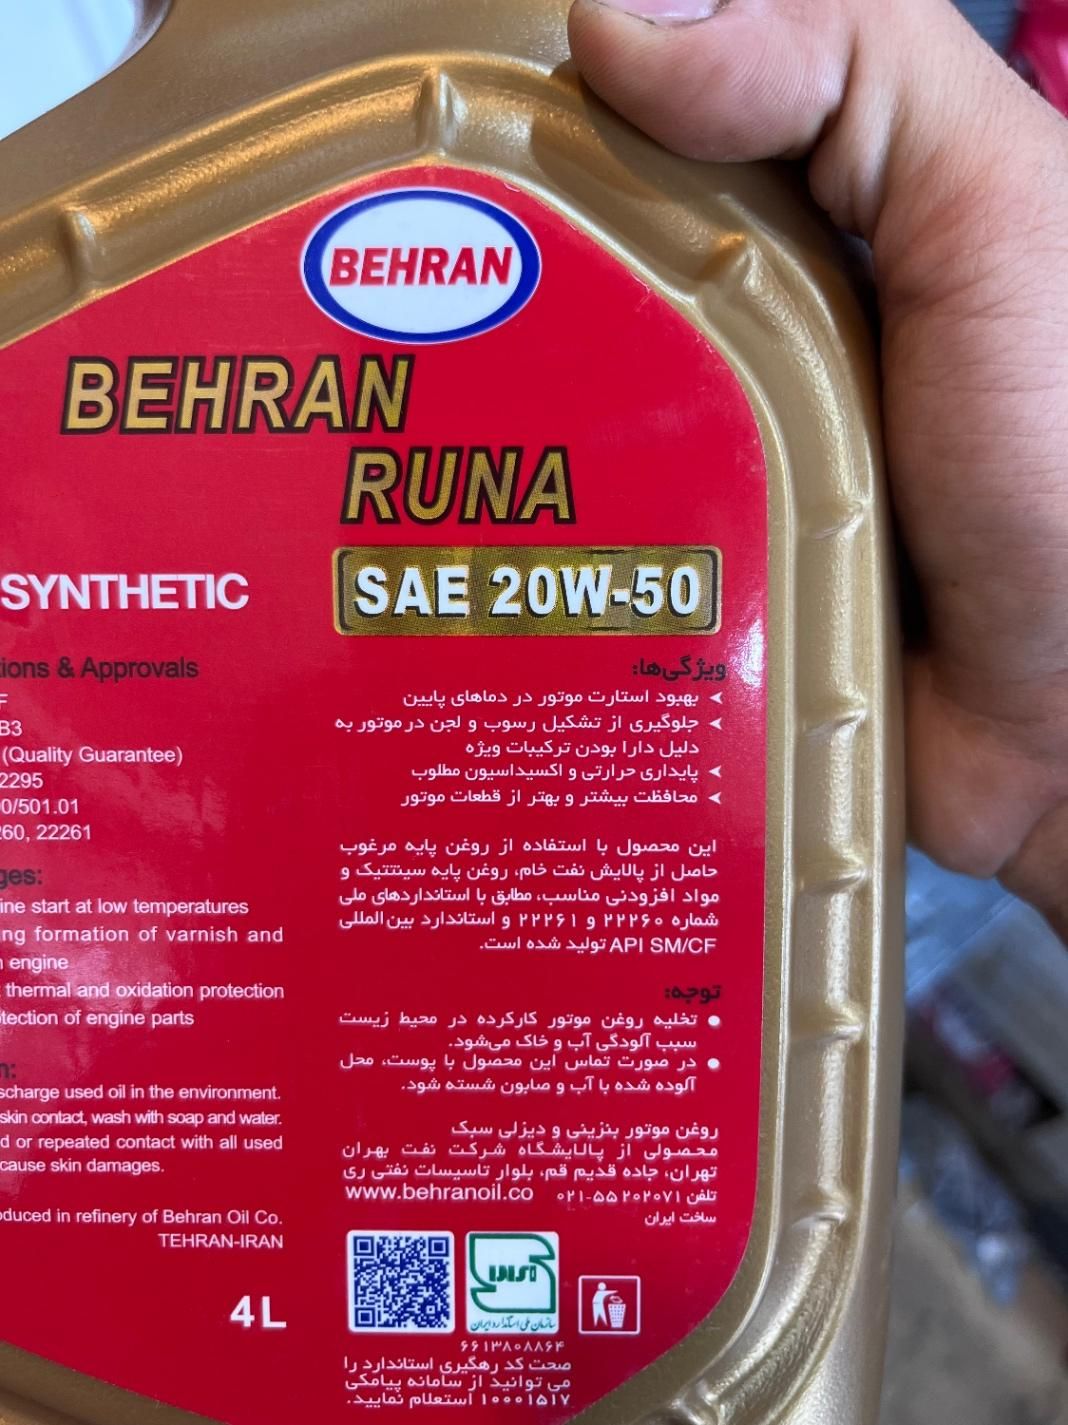 BEHRAN
BEHRAN
RUNA
SYNTHETIC
SAE 20W-50
& Approvals
B3
(Quality Guarantee)
2295
0/501.01
22261
start at low temperatures
formation of varnish and
engine
thermal and oxidation protection
of engine parts
used oil in the environment.
skin contact, wash with soap and water.
or repeated contact with all used
cause skin damages.
in refinery of Behran Oil Co.
TEHRAN-IRAN
4L
ویژگی‌ها:
بهبود استارت موتور در دماهای پایین
جلوگیری از تشکیل رسوب و لجن در موتور به
دلیل دارا بودن ترکیبات ویژه
پایداری حرارتی و اکسیداسیون مطلوب
محافظت بیشتر و بهتر از قطعات موتور
این محصول با استفاده از روغن پایه مرغوب
حاصل از پالایش نفت خام، روغن پایه سینتتیک و
مواد افزودنی مناسب، مطابق با استانداردهای ملی
شماره ۲۲۲۶۰ و ۲۲۲۶۱ و استاندارد بین‌المللی
API SM/CF تولید شده است.
توجه:
● تخلیه روغن موتور کارکرده در محیط زیست
سبب آلودگی آب و خاک می‌شود.
● در صورت تماس این محصول با پوست، محل
آلوده شده با آب و صابون شسته شود.
روغن موتور بنزینی و دیزلی سبک
محصولی از پالایشگاه شرکت نفت بهران
تهران، جاده قدیم قم، بلوار تاسیسات نفتی ری
تلفن ۵۵۲۰۲۰۷۱-۰۲۱ www.behranoil.co
ساخت ایران
سازمان ملی استاندارد ایران
۶۶۱۳۸۰۸۸۶۴
صحت کد رهگیری استاندارد را
می توانید از سامانه پیامکی
۱۰۰۰۱۵۱۷ استعلام نمایید.